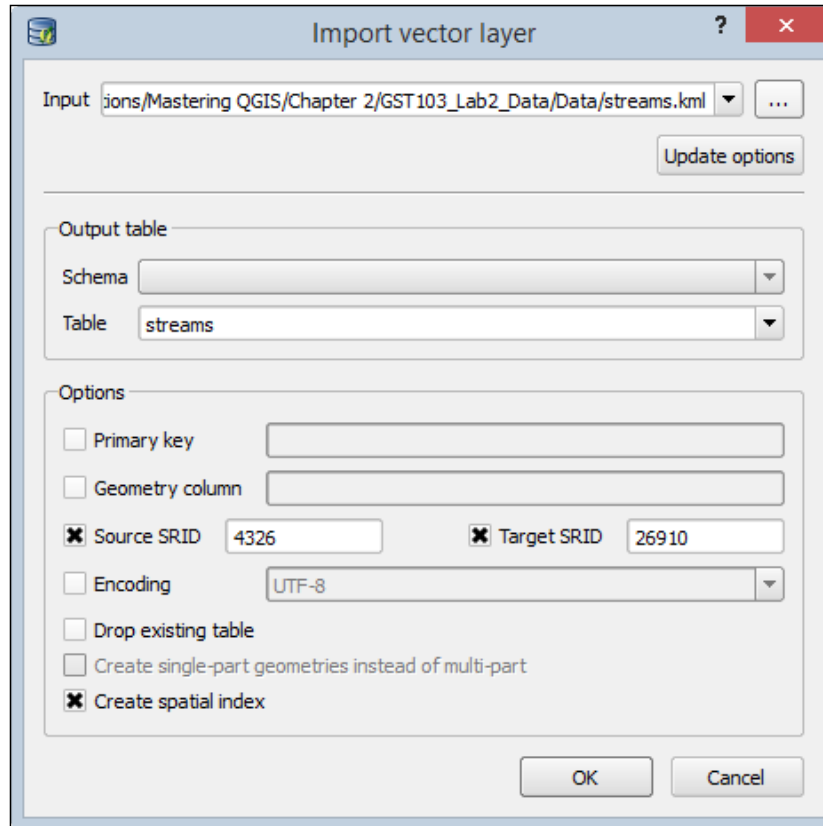 Import vector layer
?
×
Input tions/Mastering QGIS/Chapter 2/GST103_Lab2_Data/Data/streams.kml ...
Update options
Output table
Schema
Table streams
Options
Primary key
Geometry column
Source SRID 4326 Target SRID 26910
Encoding UTF-8
Drop existing table
Create single-part geometries instead of multi-part
Create spatial index
OK Cancel